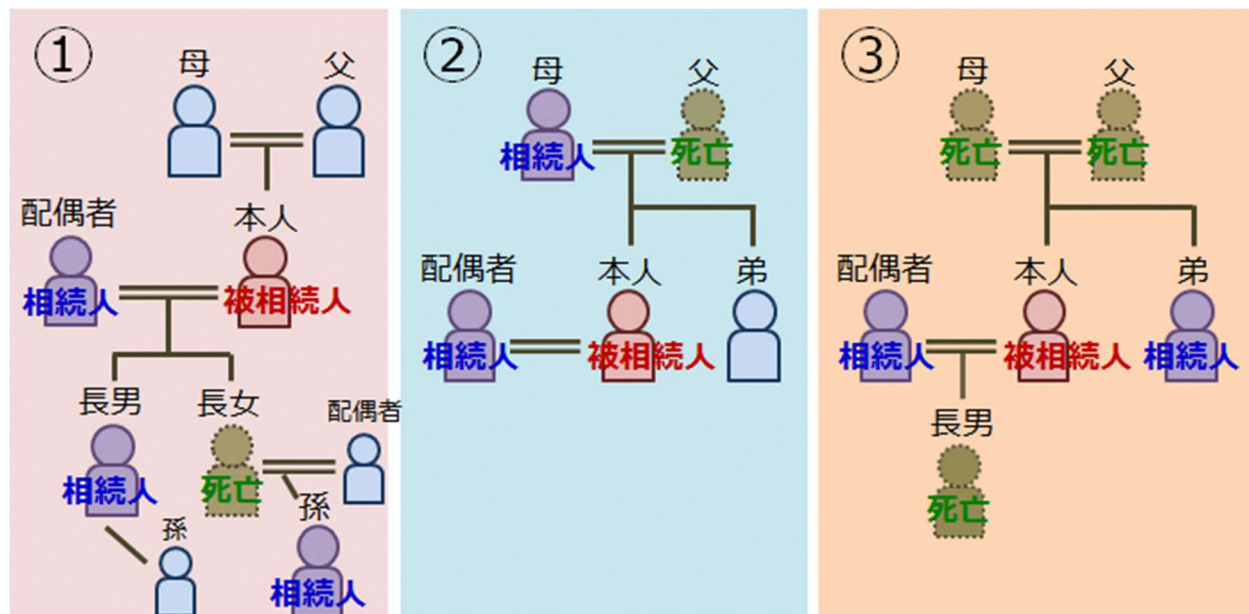 ①
母 父
配偶者 本人
相続人 被相続人
長男 長女 配偶者
相続人 死亡
孫 孫
相続人
②
母 父
相続人 死亡
配偶者 本人 弟
相続人 被相続人
③
母 父
死亡 死亡
配偶者 本人 弟
相続人 被相続人 相続人
長男
死亡